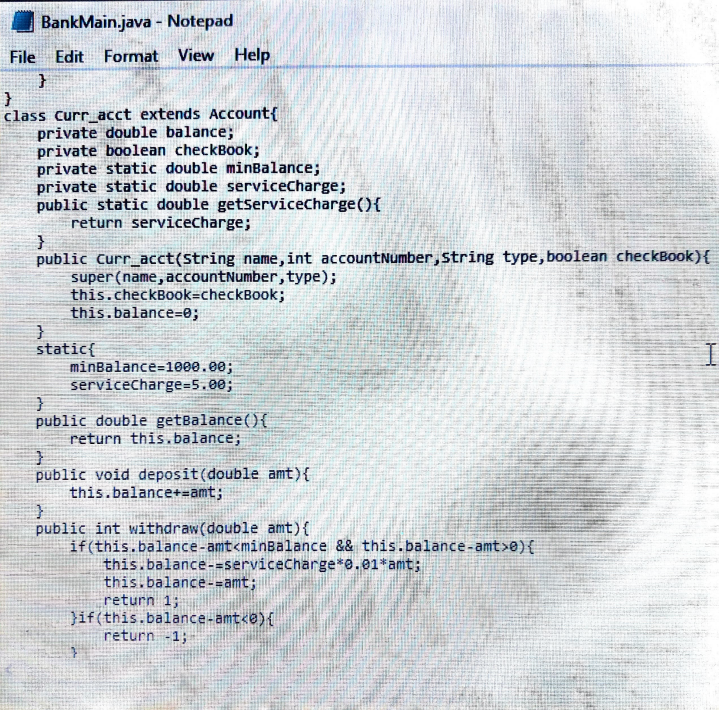 BankMain.java - Notepad
File Edit Format View Help
    }
}
class Curr_acct extends Account{
    private double balance;
    private boolean checkBook;
    private static double minBalance;
    private static double serviceCharge;
    public static double getServiceCharge(){
        return serviceCharge;
    }
    public Curr_acct(String name,int accountNumber,String type,boolean checkBook){
        super(name,accountNumber,type);
        this.checkBook=checkBook;
        this.balance=0;
    }
    static{
        minBalance=1000.00;
        serviceCharge=5.00;
    }
    public double getBalance(){
        return this.balance;
    }
    public void deposit(double amt){
        this.balance+=amt;
    }
    public int withdraw(double amt){
        if(this.balance-amt<minBalance && this.balance-amt>0){
            this.balance-=serviceCharge*0.01*amt;
            this.balance-=amt;
            return 1;
        }if(this.balance-amt<0){
            return -1;
        }